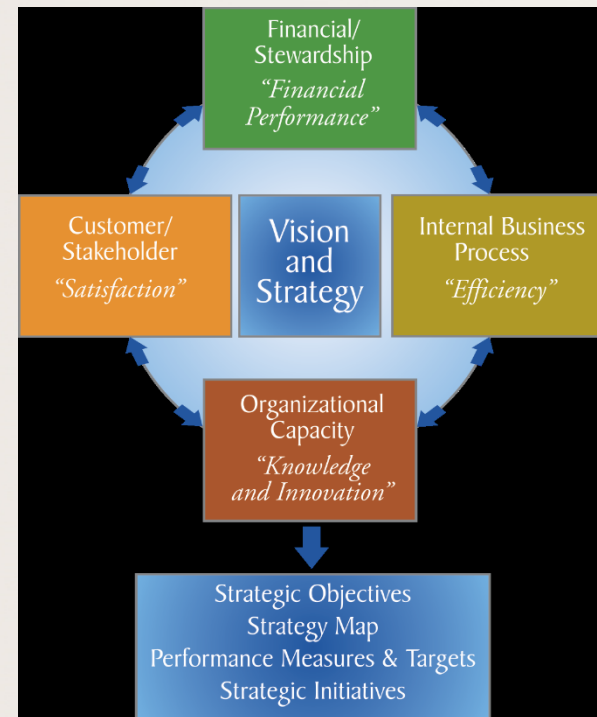 Financial/
Stewardship
“Financial
Performance”
Customer/
Stakeholder
“Satisfaction”
Vision
and
Strategy
Internal Business
Process
“Efficiency”
Organizational
Capacity
“Knowledge
and Innovation”
Strategic Objectives
Strategy Map
Performance Measures & Targets
Strategic Initiatives